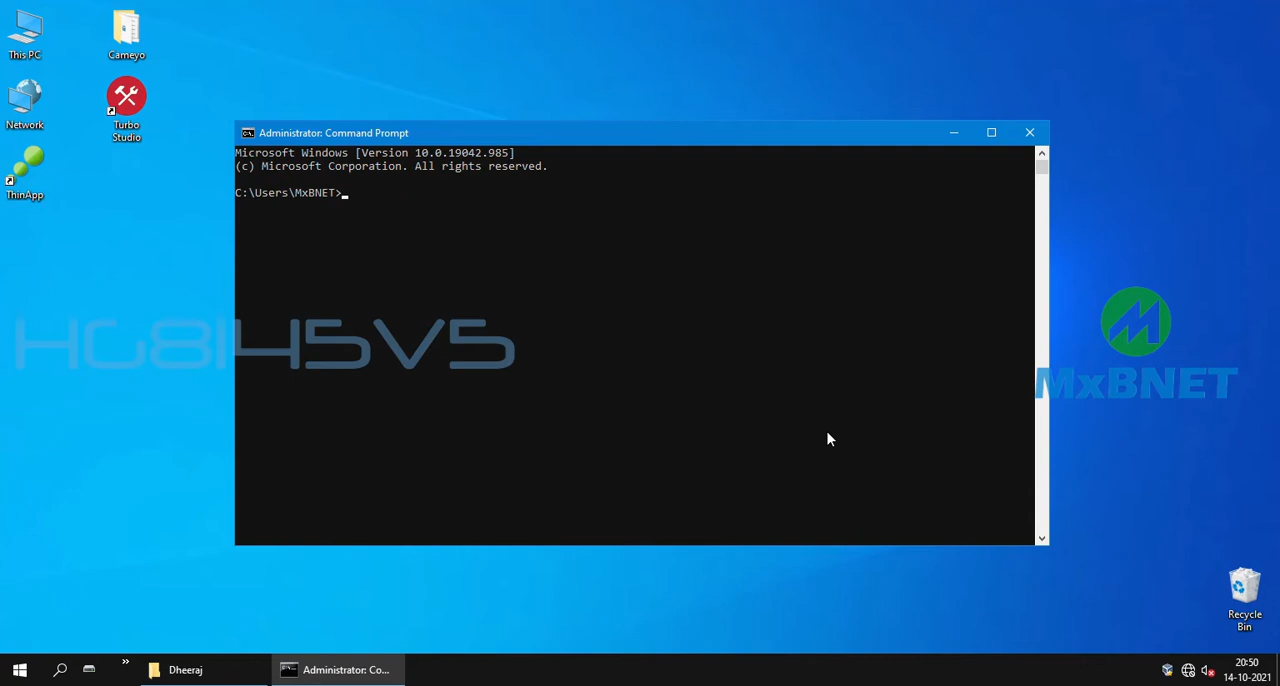 This PC
Cameyo
Network
Turbo
Studio
ThinApp
Administrator: Command Prompt
Microsoft Windows [Version 10.0.19042.985]
(c) Microsoft Corporation. All rights reserved.
C:\Users\MxBNET>
HG8145V5
MxBNET
Recycle
Bin
Dheeraj
Administrator: Co...
20:50
14-10-2021